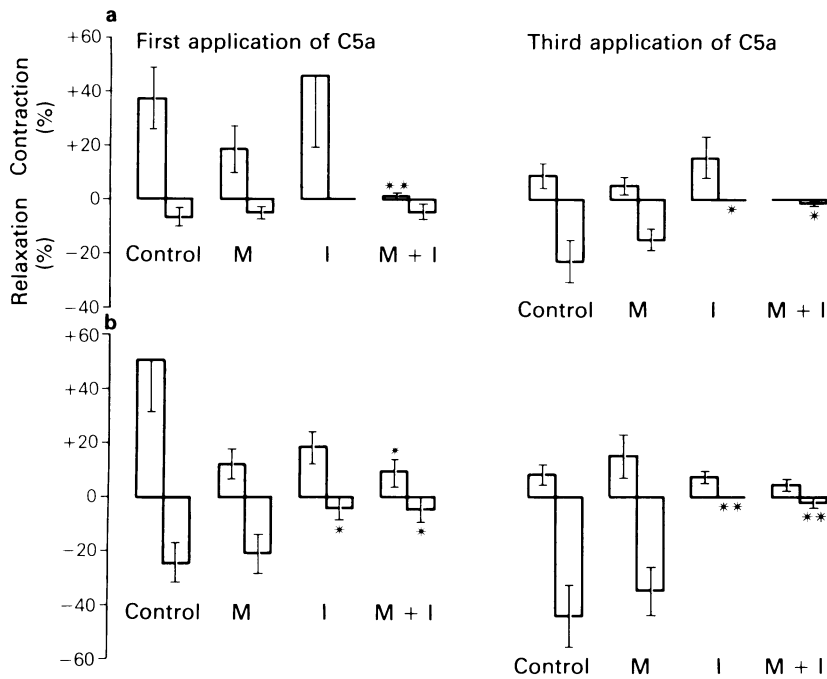 a
First application of C5a
Third application of C5a
Contraction (%)
Relaxation (%)
+60
+40
+20
0
−20
−40
** 
* *
Control M I M + I
Control M I M + I
b
+60
+40
+20
0
−20
−40
−60
* * *
** **
Control M I M + I
Control M I M + I